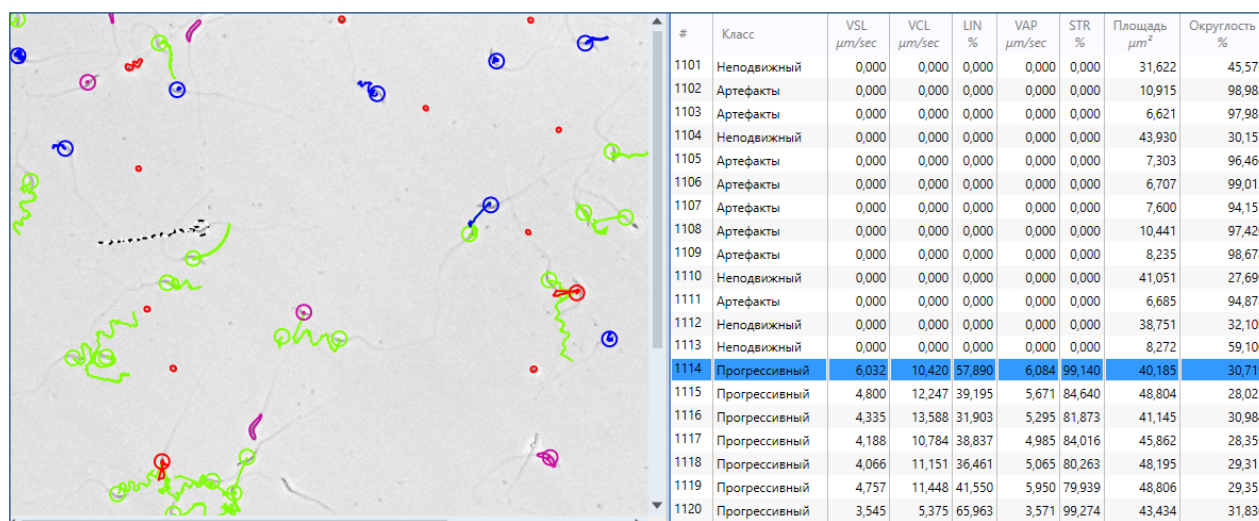 # Класс VSL µm/sec VCL µm/sec LIN % VAP µm/sec STR % Площадь µm² Округлость %
1101 Неподвижный 0,000 0,000 0,000 0,000 0,000 31,622 45,57
1102 Артефакты 0,000 0,000 0,000 0,000 0,000 10,915 98,98
1103 Артефакты 0,000 0,000 0,000 0,000 0,000 6,621 97,98
1104 Неподвижный 0,000 0,000 0,000 0,000 0,000 43,930 30,15
1105 Артефакты 0,000 0,000 0,000 0,000 0,000 7,303 96,46
1106 Артефакты 0,000 0,000 0,000 0,000 0,000 6,707 99,01
1107 Артефакты 0,000 0,000 0,000 0,000 0,000 7,600 94,15
1108 Артефакты 0,000 0,000 0,000 0,000 0,000 10,441 97,42
1109 Артефакты 0,000 0,000 0,000 0,000 0,000 8,235 98,67
1110 Неподвижный 0,000 0,000 0,000 0,000 0,000 41,051 27,69
1111 Артефакты 0,000 0,000 0,000 0,000 0,000 6,685 94,87
1112 Неподвижный 0,000 0,000 0,000 0,000 0,000 38,751 32,10
1113 Неподвижный 0,000 0,000 0,000 0,000 0,000 8,272 59,10
1114 Прогрессивный 6,032 10,420 57,890 6,084 99,140 40,185 30,71
1115 Прогрессивный 4,800 12,247 39,195 5,671 84,640 48,804 28,02
1116 Прогрессивный 4,335 13,588 31,903 5,295 81,873 41,145 30,98
1117 Прогрессивный 4,188 10,784 38,837 4,985 84,016 45,862 28,35
1118 Прогрессивный 4,066 11,151 36,461 5,065 80,263 48,195 29,31
1119 Прогрессивный 4,757 11,448 41,550 5,950 79,939 48,806 29,35
1120 Прогрессивный 3,545 5,375 65,963 3,571 99,274 43,434 31,83